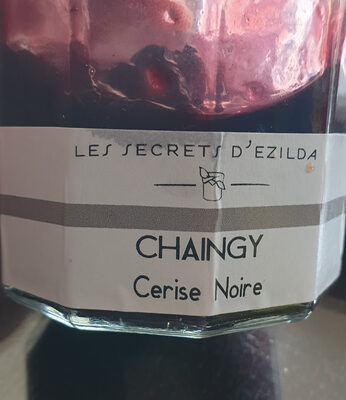 LES SECRETS D'EZILDA
CHAINGY
Cerise Noire